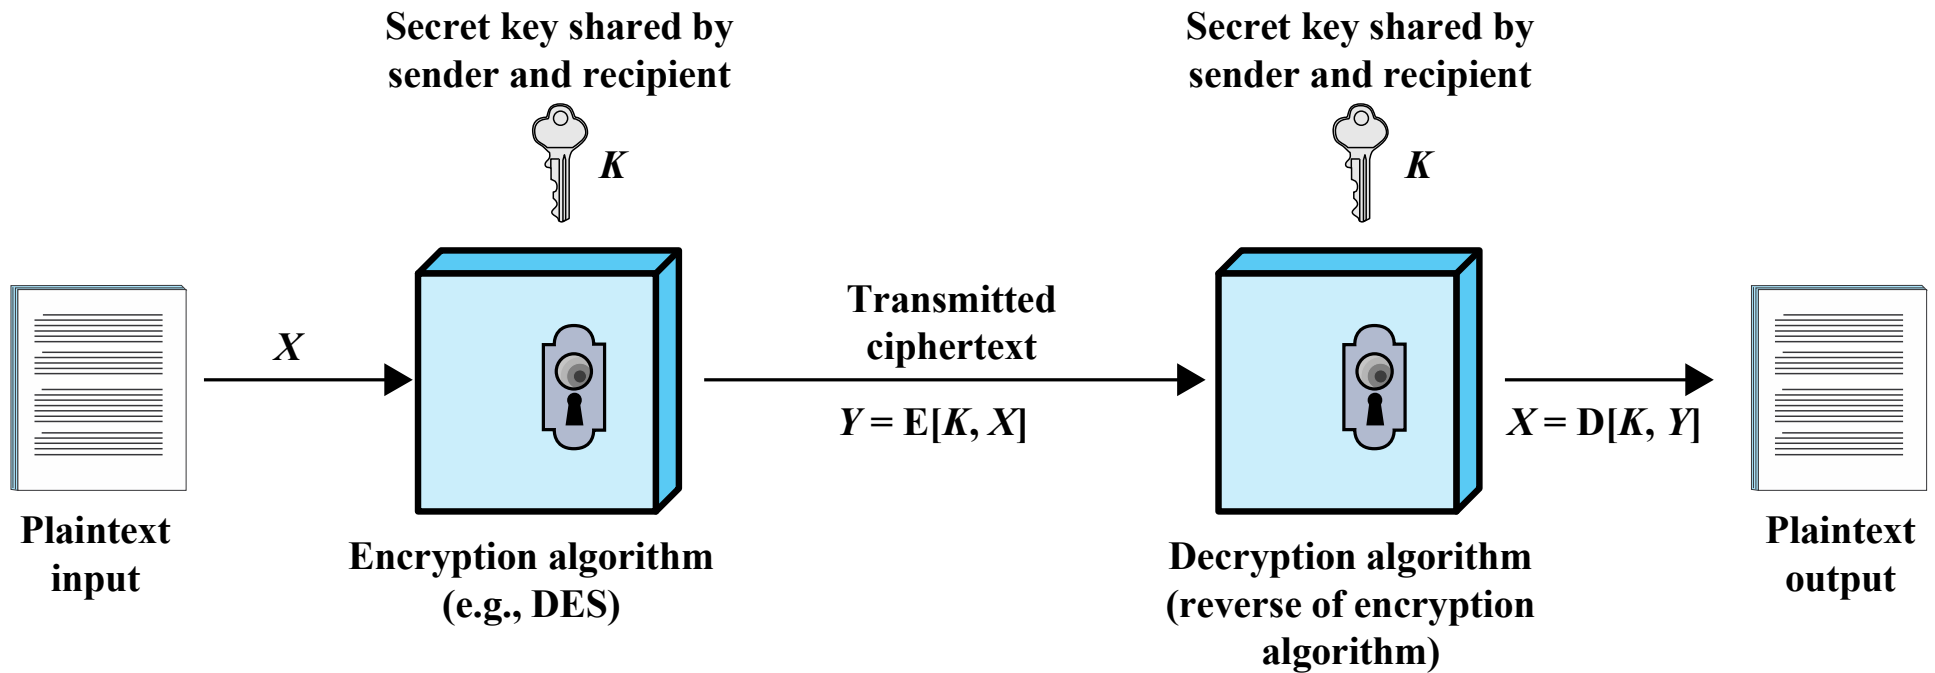 Secret key shared by
sender and recipient
K
Secret key shared by
sender and recipient
K
Plaintext
input
X
Encryption algorithm
(e.g., DES)
Transmitted
ciphertext
Y = E[K, X]
Decryption algorithm
(reverse of encryption
algorithm)
X = D[K, Y]
Plaintext
output